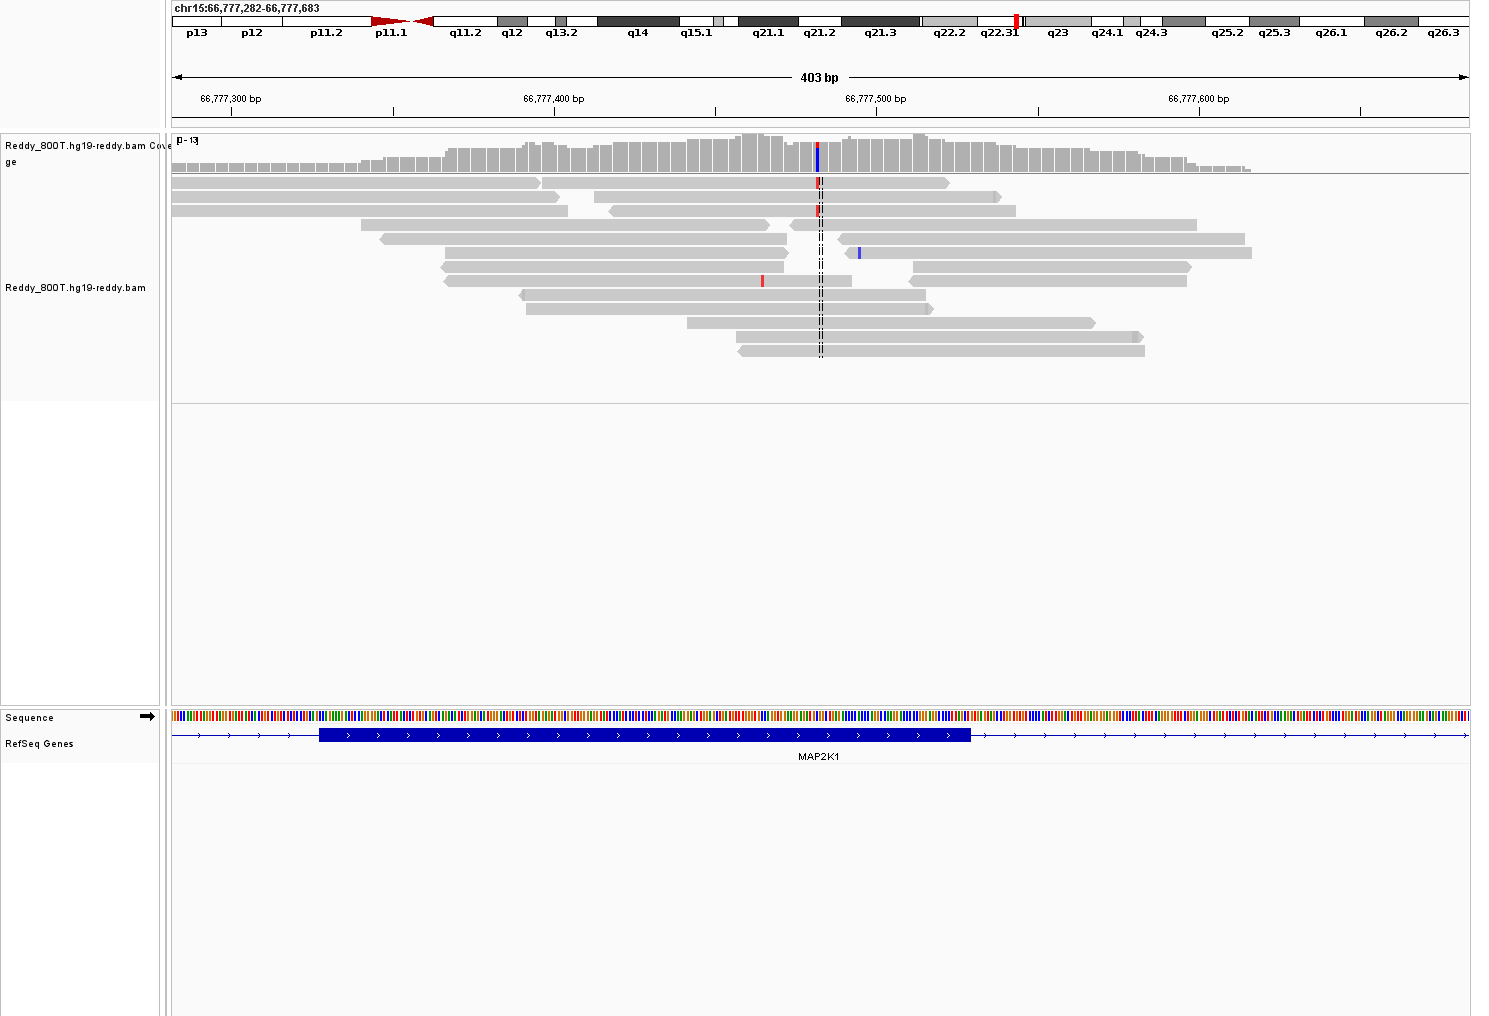 chr15:66,777,282-66,777,683
p13 p12 p11.2 p11.1 q11.2 q12 q13.2 q14 q15.1 q21.1 q21.2 q21.3 q22.2 q22.31 q23 q24.1 q24.3 q25.2 q25.3 q26.1 q26.2 q26.3
403 bp
66,777,300 bp 66,777,400 bp 66,777,500 bp 66,777,600 bp
Reddy_800T.hg19-reddy.bam Cove
ge
[0 - 13]
Reddy_800T.hg19-reddy.bam
Sequence
RefSeq Genes
MAP2K1